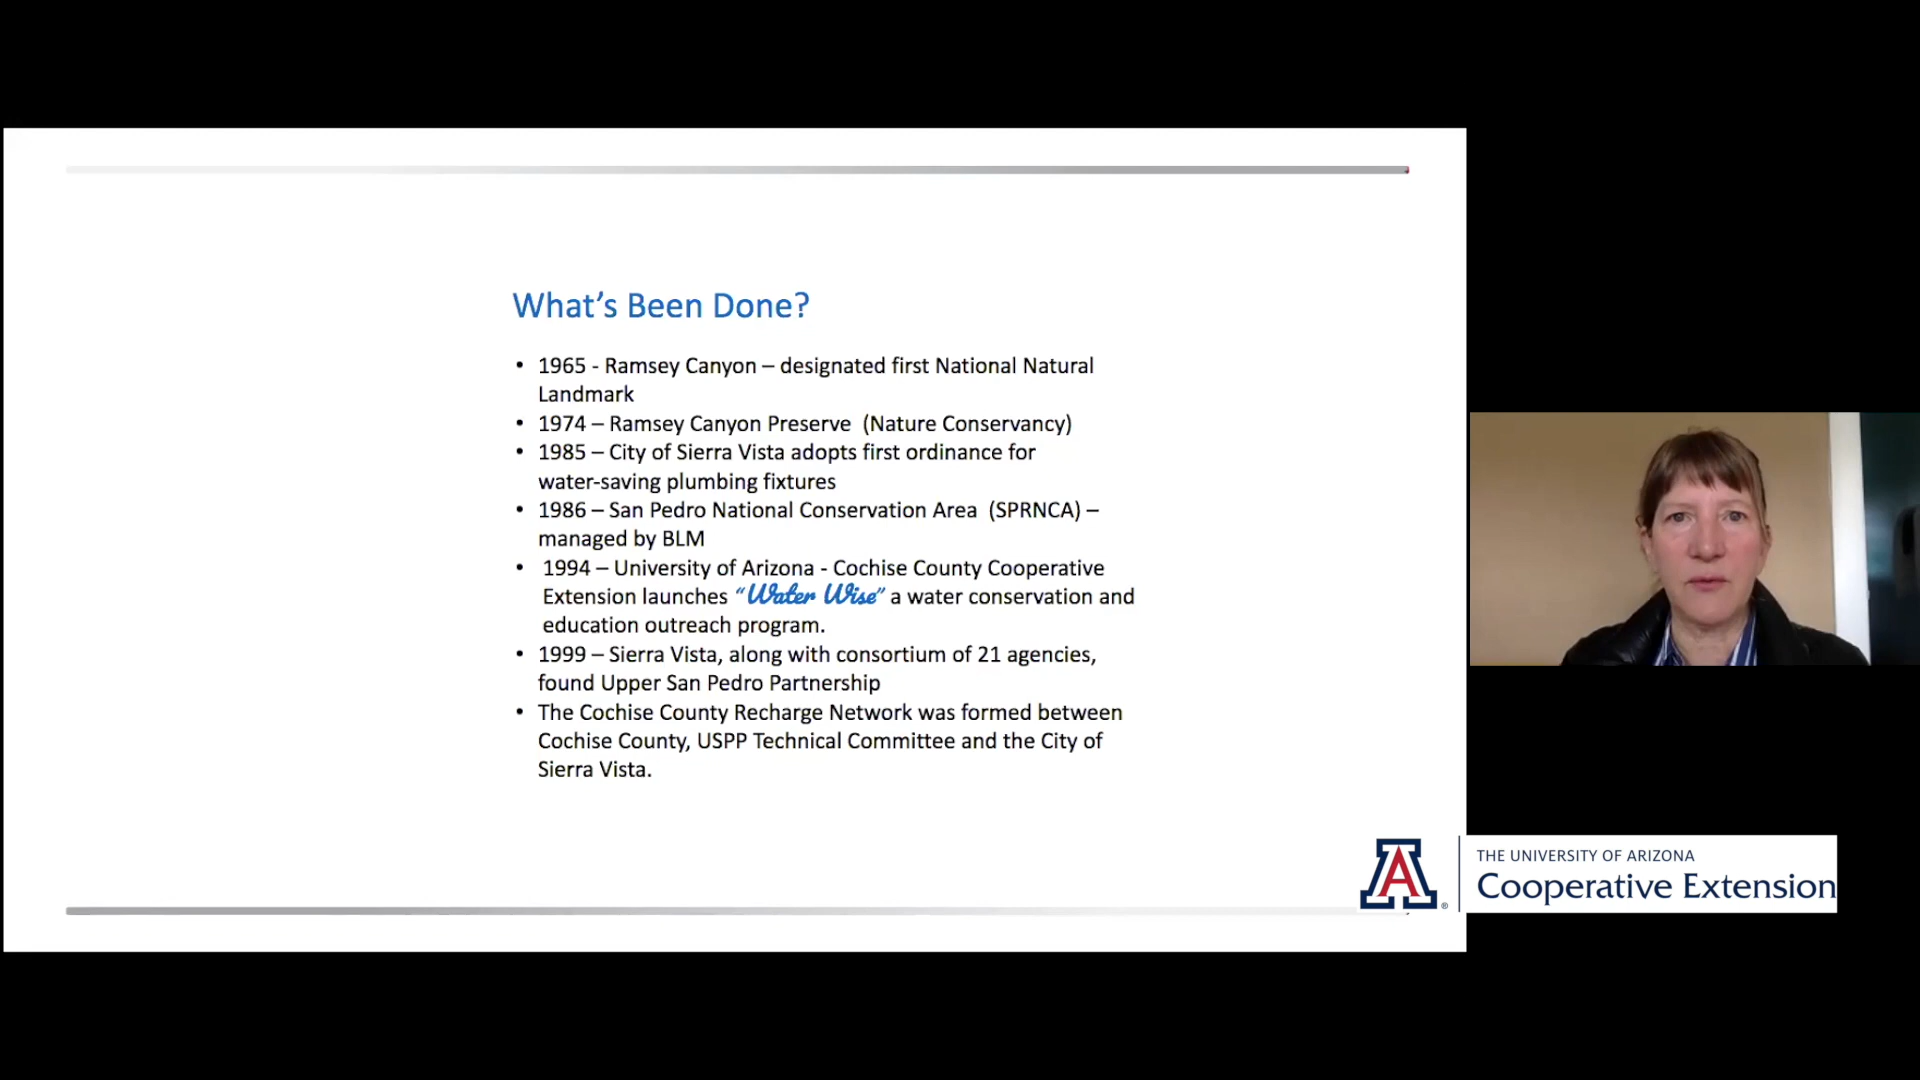 What’s Been Done?
• 1965 - Ramsey Canyon – designated first National Natural
Landmark
• 1974 – Ramsey Canyon Preserve (Nature Conservancy)
• 1985 – City of Sierra Vista adopts first ordinance for
water-saving plumbing fixtures
• 1986 – San Pedro National Conservation Area (SPRNCA) –
managed by BLM
• 1994 – University of Arizona - Cochise County Cooperative
Extension launches “Water Wise” a water conservation and
education outreach program.
• 1999 – Sierra Vista, along with consortium of 21 agencies,
found Upper San Pedro Partnership
• The Cochise County Recharge Network was formed between
Cochise County, USPP Technical Committee and the City of
Sierra Vista.
A®
THE UNIVERSITY OF ARIZONA
Cooperative Extension